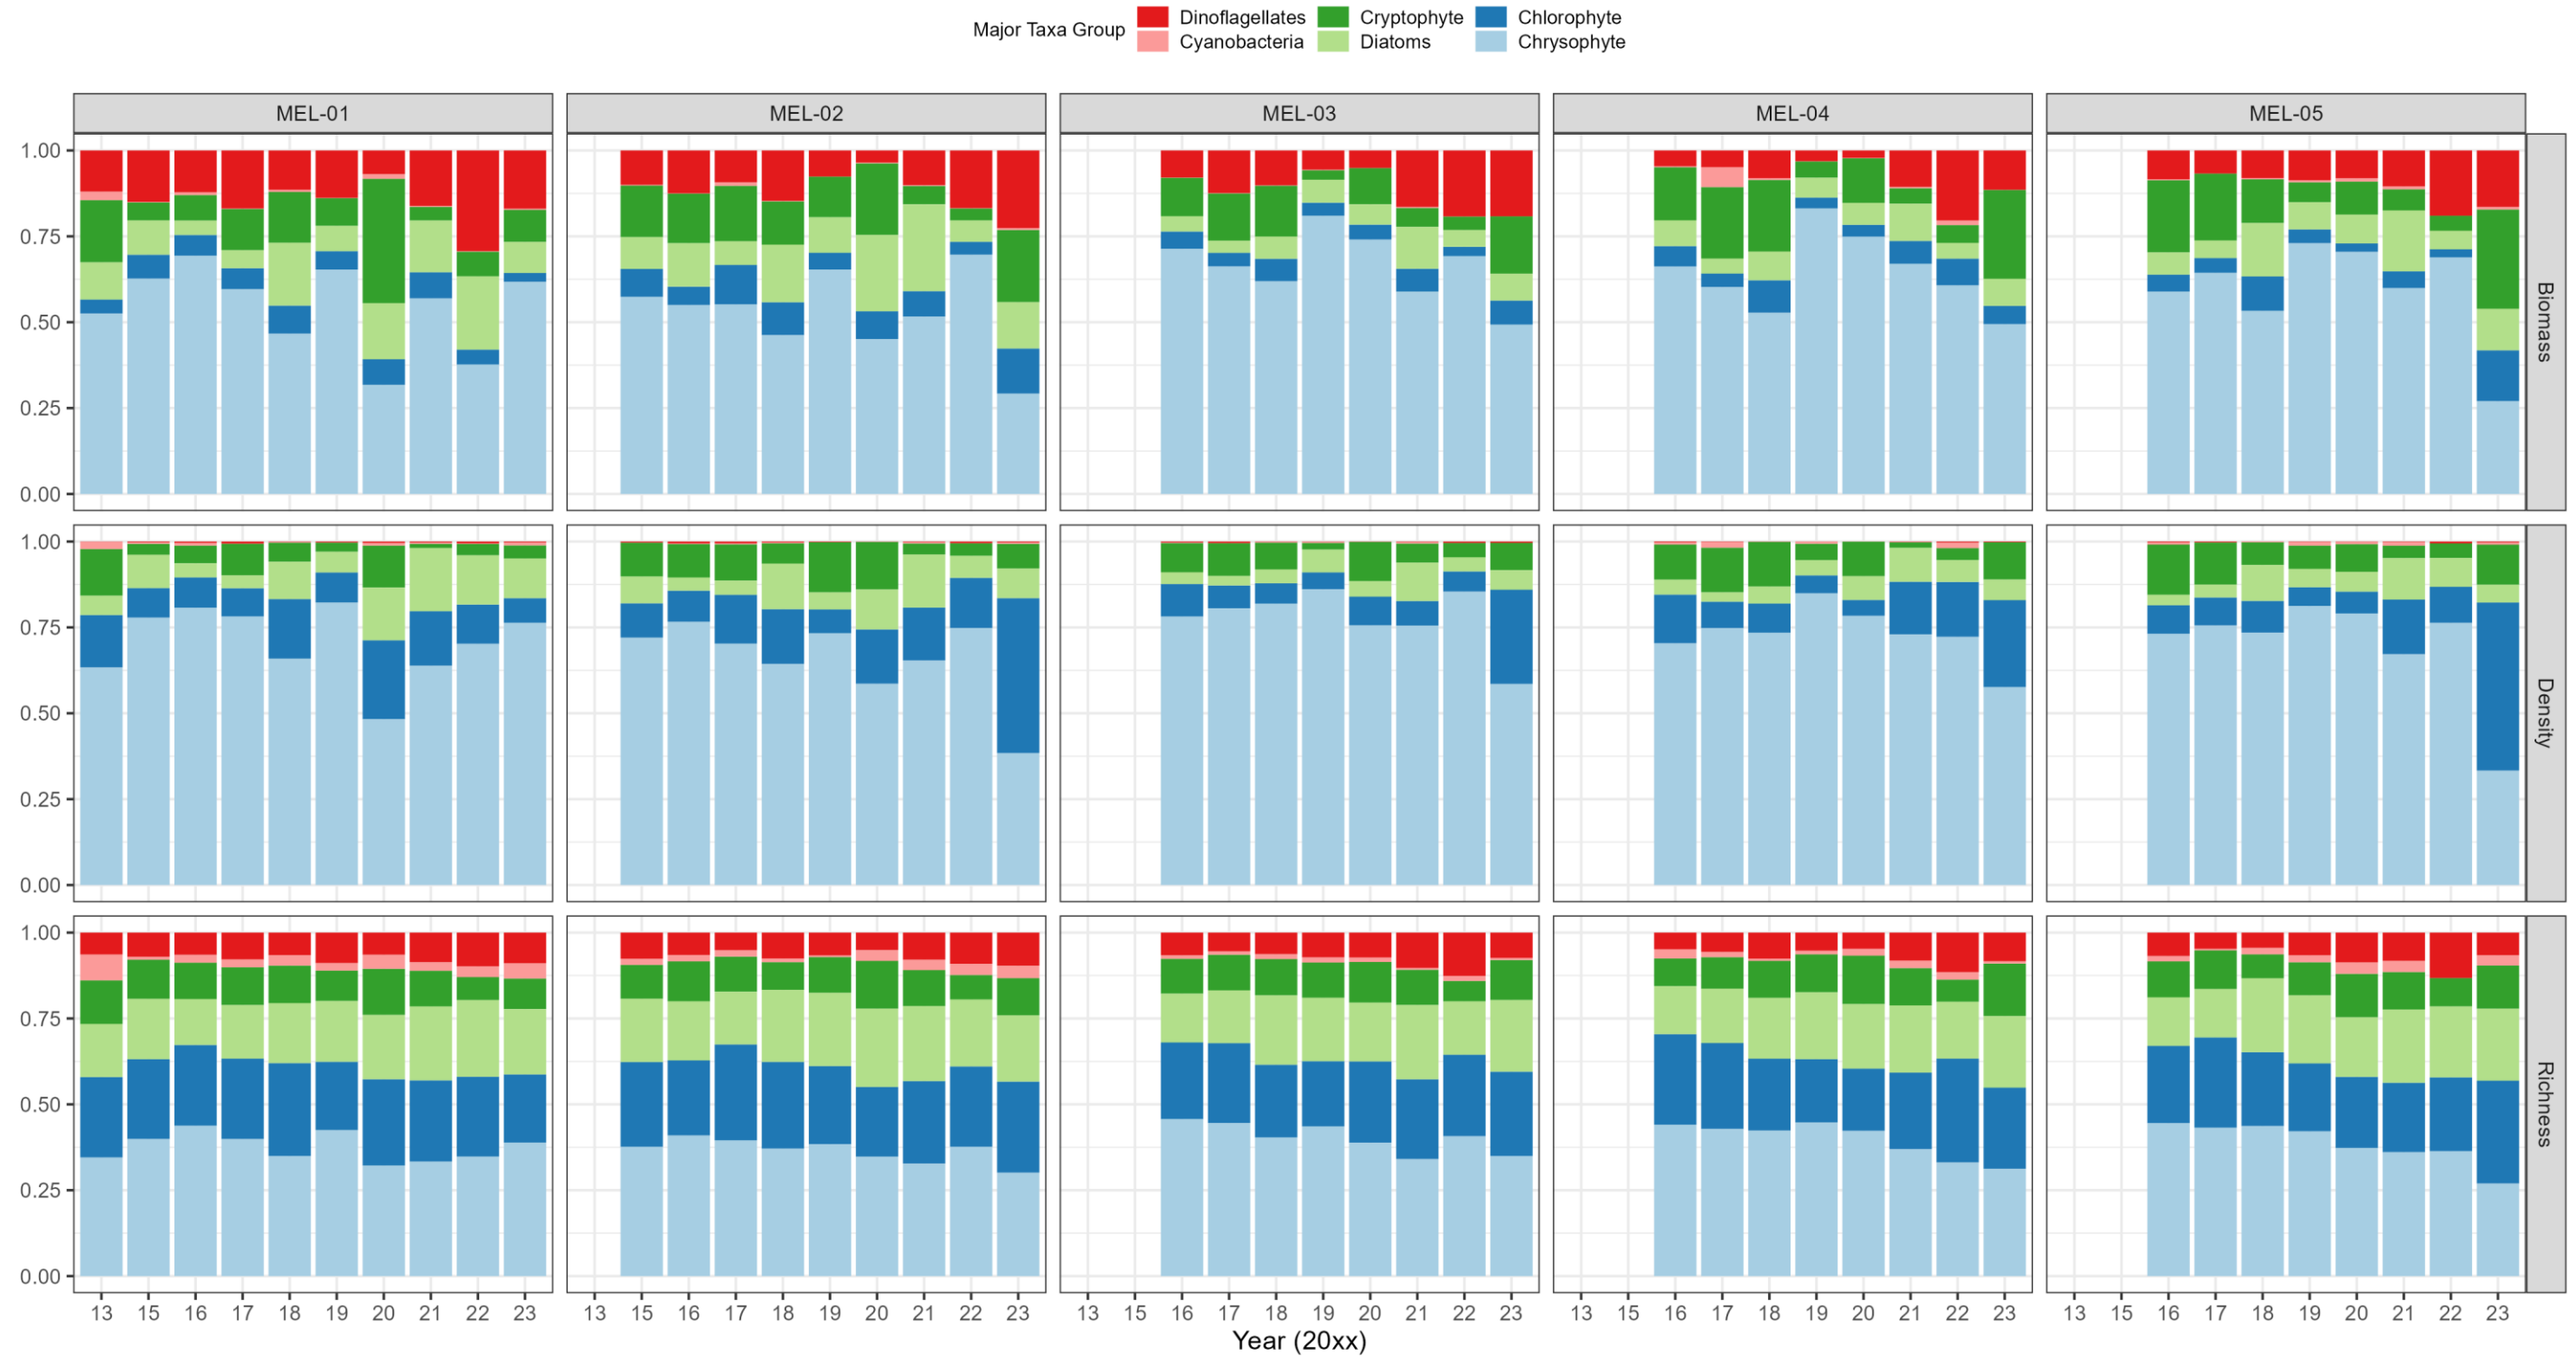 Major Taxa Group
Dinoflagellates Cryptophyte Chlorophyte
Cyanobacteria Diatoms Chrysophyte
MEL-01 MEL-02 MEL-03 MEL-04 MEL-05
1.00
0.75
0.50
0.25
0.00
Biomass
1.00
0.75
0.50
0.25
0.00
Density
1.00
0.75
0.50
0.25
0.00
Richness
13 15 16 17 18 19 20 21 22 23 13 15 16 17 18 19 20 21 22 23 13 15 16 17 18 19 20 21 22 23 13 15 16 17 18 19 20 21 22 23 13 15 16 17 18 19 20 21 22 23
Year (20xx)